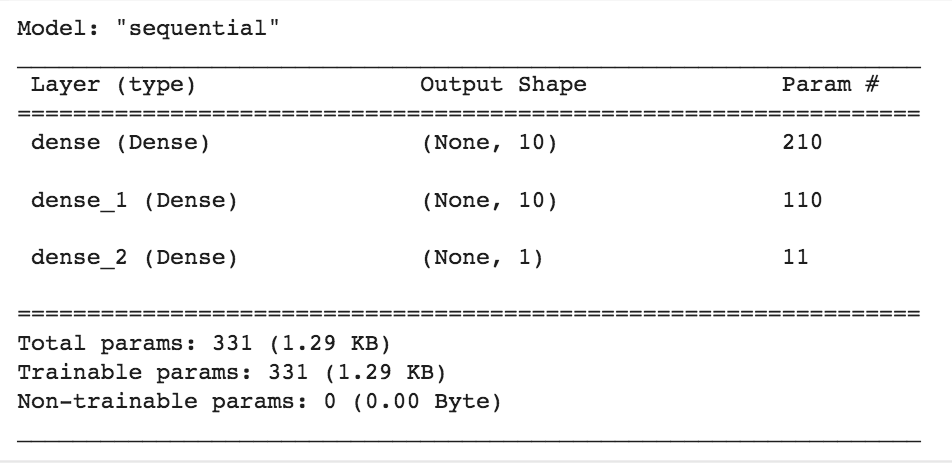 Model: "sequential"
_________________________________________________________________
Layer (type)                Output Shape              Param #
=================================================================
dense (Dense)               (None, 10)                210
dense_1 (Dense)             (None, 10)                110
dense_2 (Dense)             (None, 1)                 11
=================================================================
Total params: 331 (1.29 KB)
Trainable params: 331 (1.29 KB)
Non-trainable params: 0 (0.00 Byte)
_________________________________________________________________